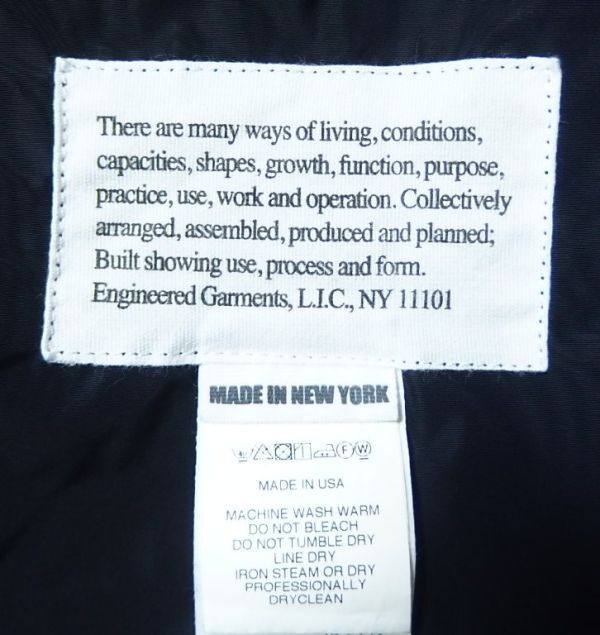 There are many ways of living, conditions,
capacities, shapes, growth, function, purpose,
practice, use, work and operation. Collectively
arranged, assembled, produced and planned;
Built showing use, process and form.
Engineered Garments, L.I.C., NY 11101
MADE IN NEW YORK
F W
MADE IN USA
MACHINE WASH WARM
DO NOT BLEACH
DO NOT TUMBLE DRY
LINE DRY
IRON STEAM OR DRY
PROFESSIONALLY
DRYCLEAN